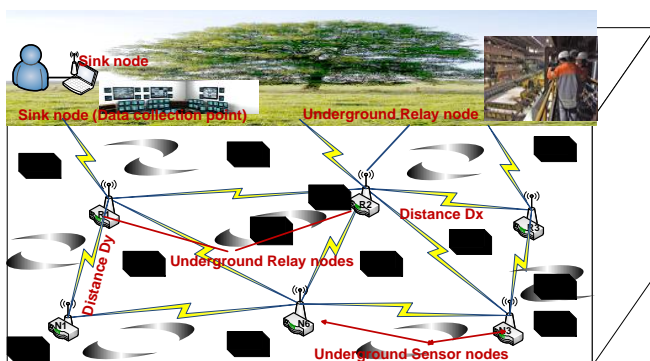 Sink node
Sink node (Data collection point)
Underground Relay node
R1
R2
R3
Distance Dx
Distance Dy
Underground Relay nodes
N1
N6
N3
Underground Sensor nodes